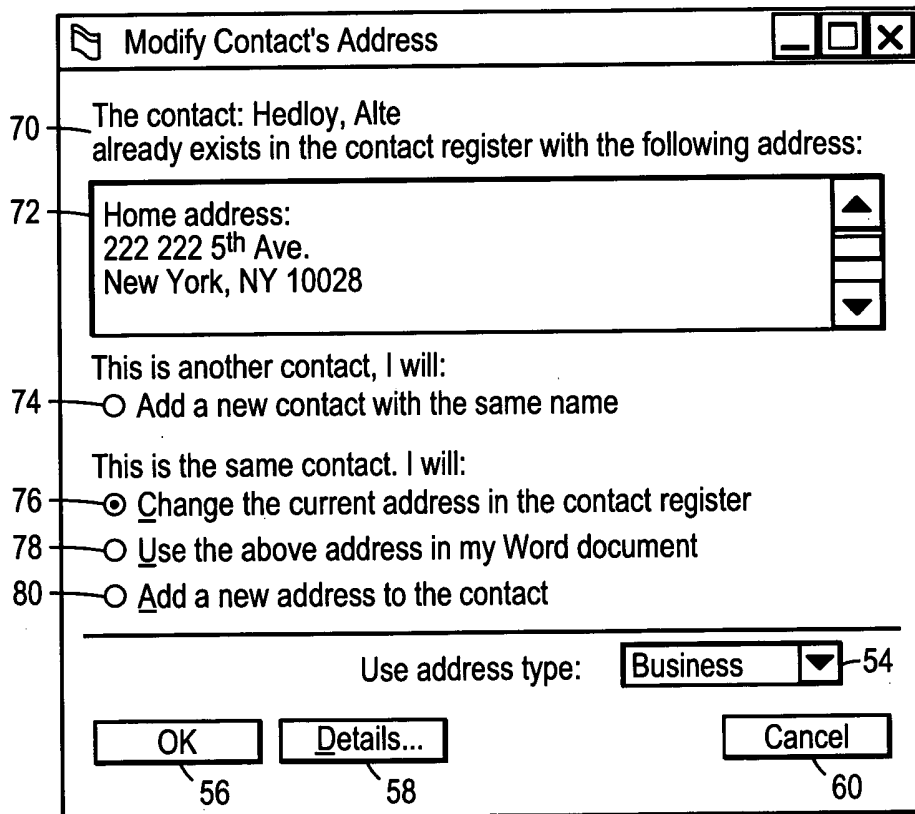 Modify Contact's Address
70
The contact: Hedloy, Alte
already exists in the contact register with the following address:
72
Home address:
222 222 5th Ave.
New York, NY 10028
This is another contact, I will:
74
Add a new contact with the same name
This is the same contact. I will:
76
Change the current address in the contact register
78
Use the above address in my Word document
80
Add a new address to the contact
Use address type:
Business
54
OK
Details...
Cancel
56
58
60